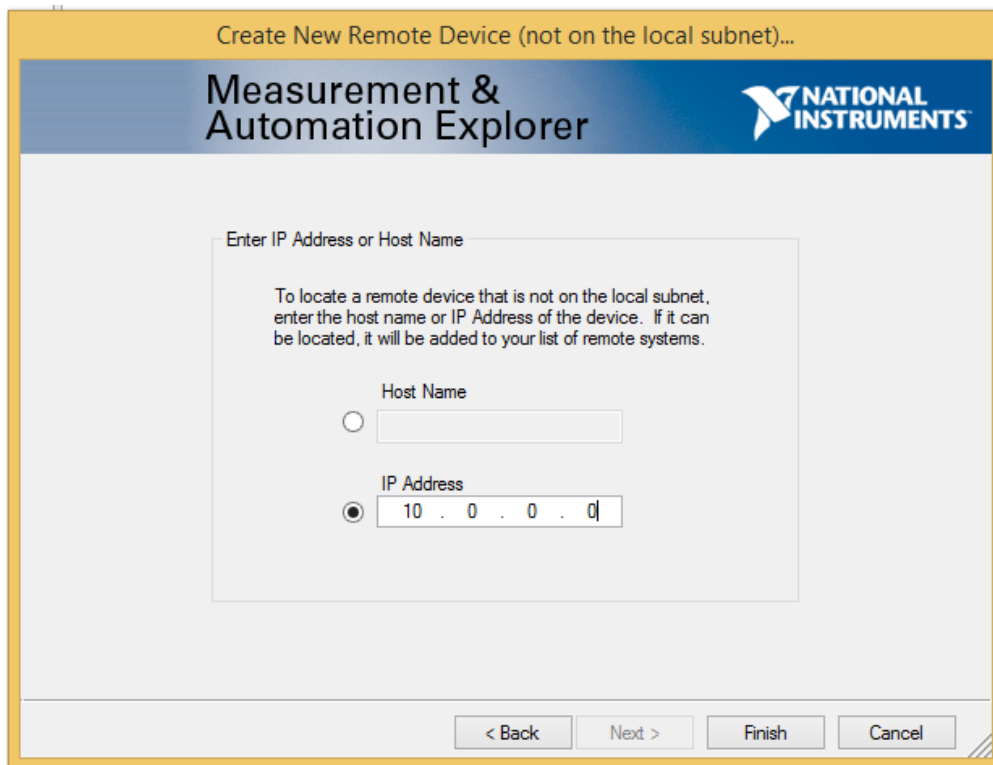 Create New Remote Device (not on the local subnet)...
Measurement &
Automation Explorer
NATIONAL
INSTRUMENTS
Enter IP Address or Host Name
To locate a remote device that is not on the local subnet,
enter the host name or IP Address of the device. If it can
be located, it will be added to your list of remote systems.
Host Name
IP Address
10 . 0 . 0 . 0
< Back Next > Finish Cancel